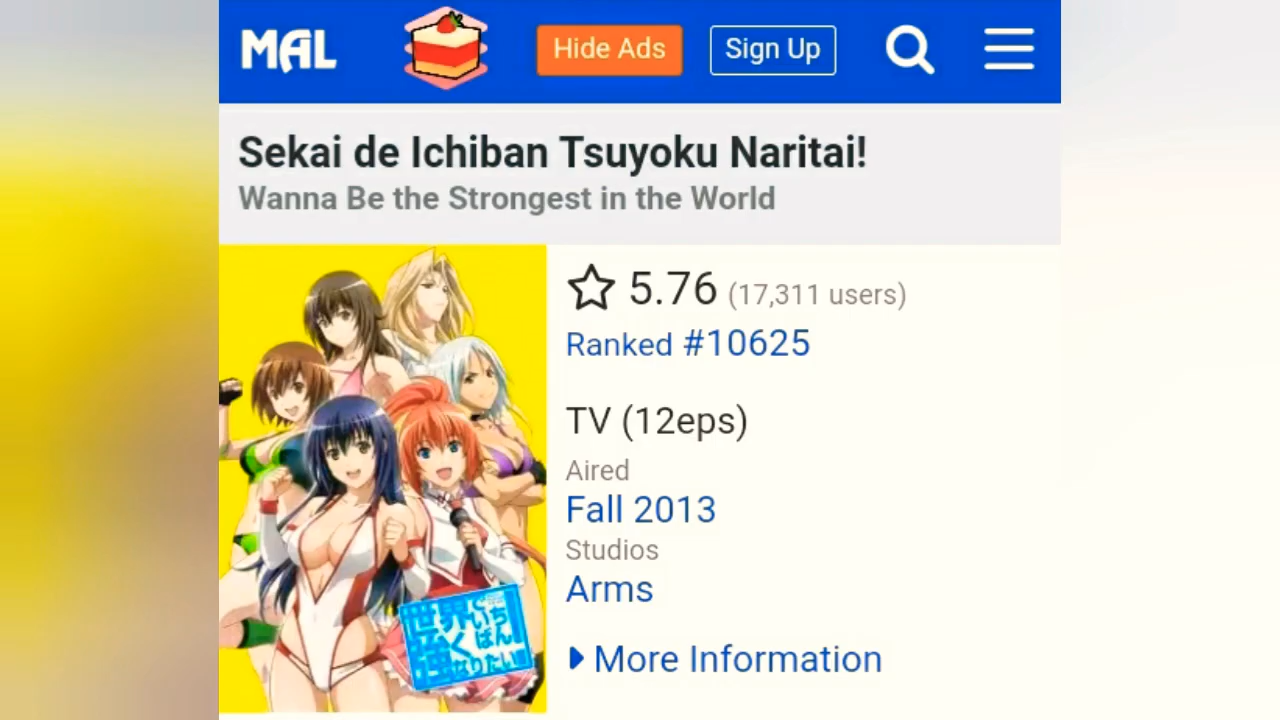 MAL
Hide Ads
Sign Up
Sekai de Ichiban Tsuyoku Naritai!
Wanna Be the Strongest in the World
5.76 (17,311 users)
Ranked #10625
TV (12eps)
Aired
Fall 2013
Studios
Arms
More Information
世界でいち
ばん
強く
なりたい!